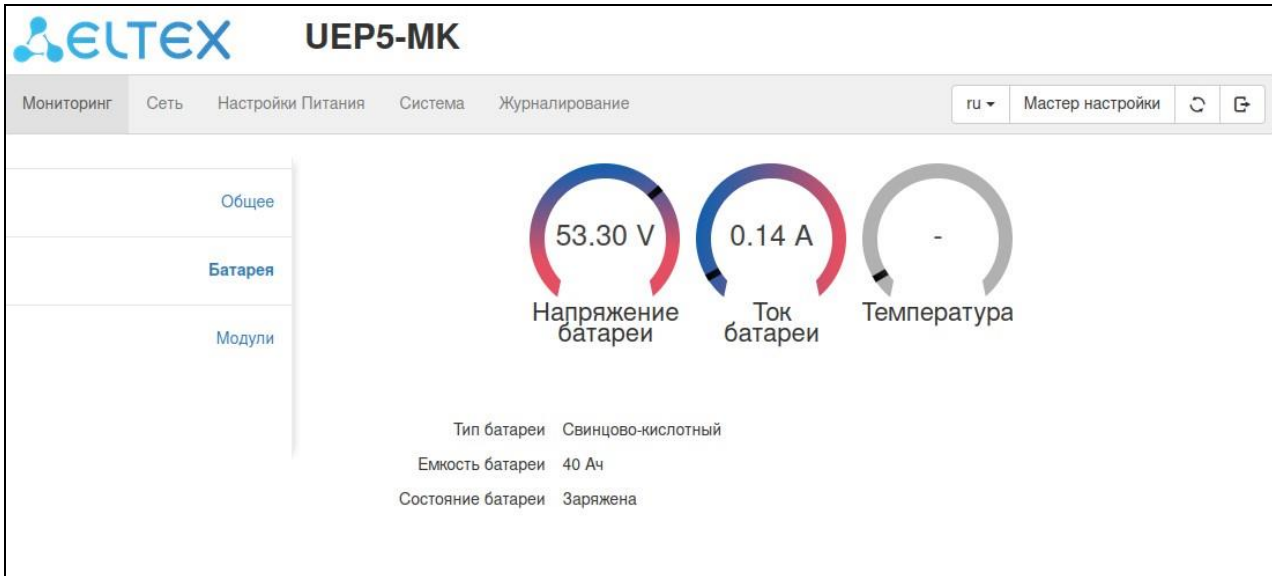 ELTEX UEP5-MK
Мониторинг Сеть Настройки Питания Система Журналирование ru Мастер настройки
Общее
Батарея
Модули
53.30 V 0.14 A -
Напряжение батареи
Ток батареи
Температура
Тип батареи Свинцово-кислотный
Емкость батареи 40 Ач
Состояние батареи Заряжена